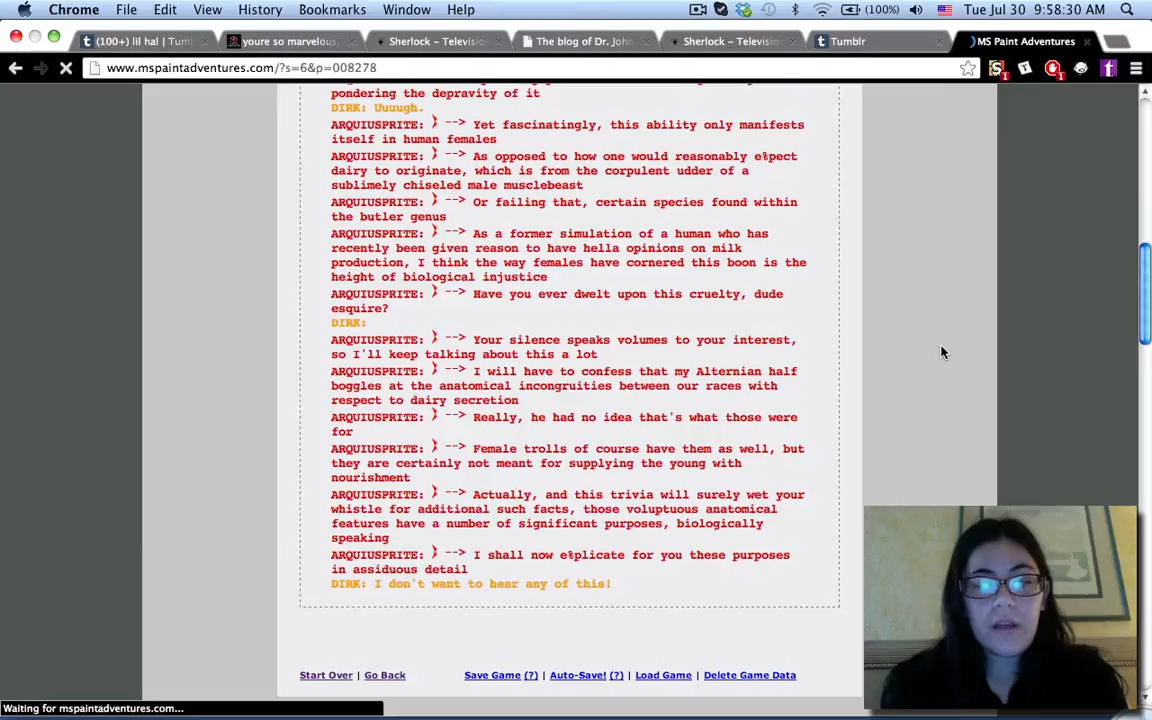 Chrome File Edit View History Bookmarks Window Help (100%) Tue Jul 30 9:58:30 AM
(100+) lil hal | Tum youre so marvelous, Sherlock – Televisio The blog of Dr. John Sherlock – Televisio Tumblr MS Paint Adventures
www.mspaintadventures.com/?s=6&p=008278
pondering the depravity of it
DIRK: Uuuugh.
ARQUIUSPRITE: --> Yet fascinatingly, this ability only manifests
itself in human females
ARQUIUSPRITE: --> As opposed to how one would reasonably e%pect
dairy to originate, which is from the corpulent udder of a
sublimely chiseled male musclebeast
ARQUIUSPRITE: --> Or failing that, certain species found within
the butler genus
ARQUIUSPRITE: --> As a former simulation of a human who has
recently been given reason to have hella opinions on milk
production, I think the way females have cornered this boon is the
height of biological injustice
ARQUIUSPRITE: --> Have you ever dwelt upon this cruelty, dude
esquire?
DIRK:
ARQUIUSPRITE: --> Your silence speaks volumes to your interest,
so I'll keep talking about this a lot
ARQUIUSPRITE: --> I will have to confess that my Alternian half
boggles at the anatomical incongruities between our races with
respect to dairy secretion
ARQUIUSPRITE: --> Really, he had no idea that's what those were
for
ARQUIUSPRITE: --> Female trolls of course have them as well, but
they are certainly not meant for supplying the young with
nourishment
ARQUIUSPRITE: --> Actually, and this trivia will surely wet your
whistle for additional such facts, those voluptuous anatomical
features have a number of significant purposes, biologically
speaking
ARQUIUSPRITE: --> I shall now e%plicate for you these purposes
in assiduous detail
DIRK: I don't want to hear any of this!
Start Over | Go Back Save Game (?) | Auto-Save! (?) | Load Game | Delete Game Data
Waiting for mspaintadventures.com...